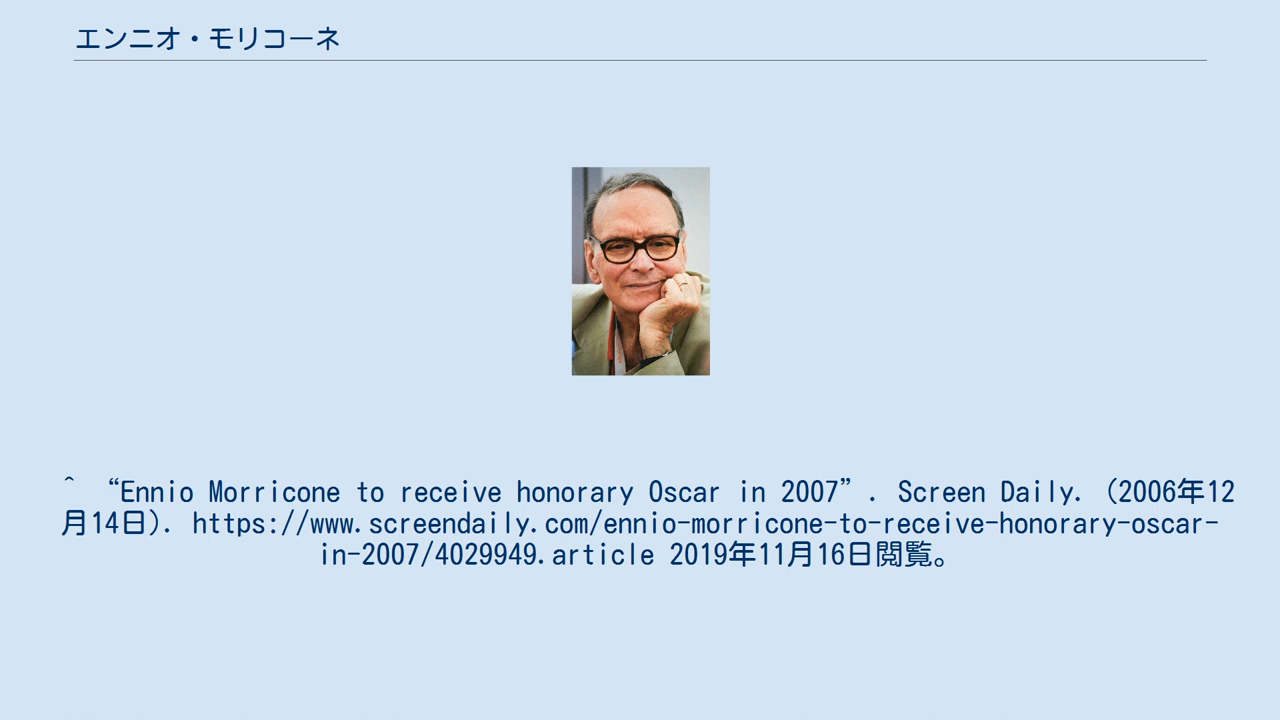 エンニオ・モリコーネ
^ “Ennio Morricone to receive honorary Oscar in 2007”. Screen Daily. (2006年12
月14日). https://www.screendaily.com/ennio-morricone-to-receive-honorary-oscar-
in-2007/4029949.article 2019年11月16日閲覧。